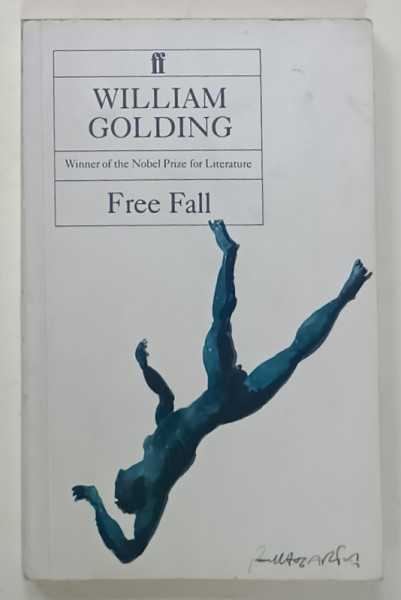 ff
WILLIAM
GOLDING
Winner of the Nobel Prize for Literature
Free Fall